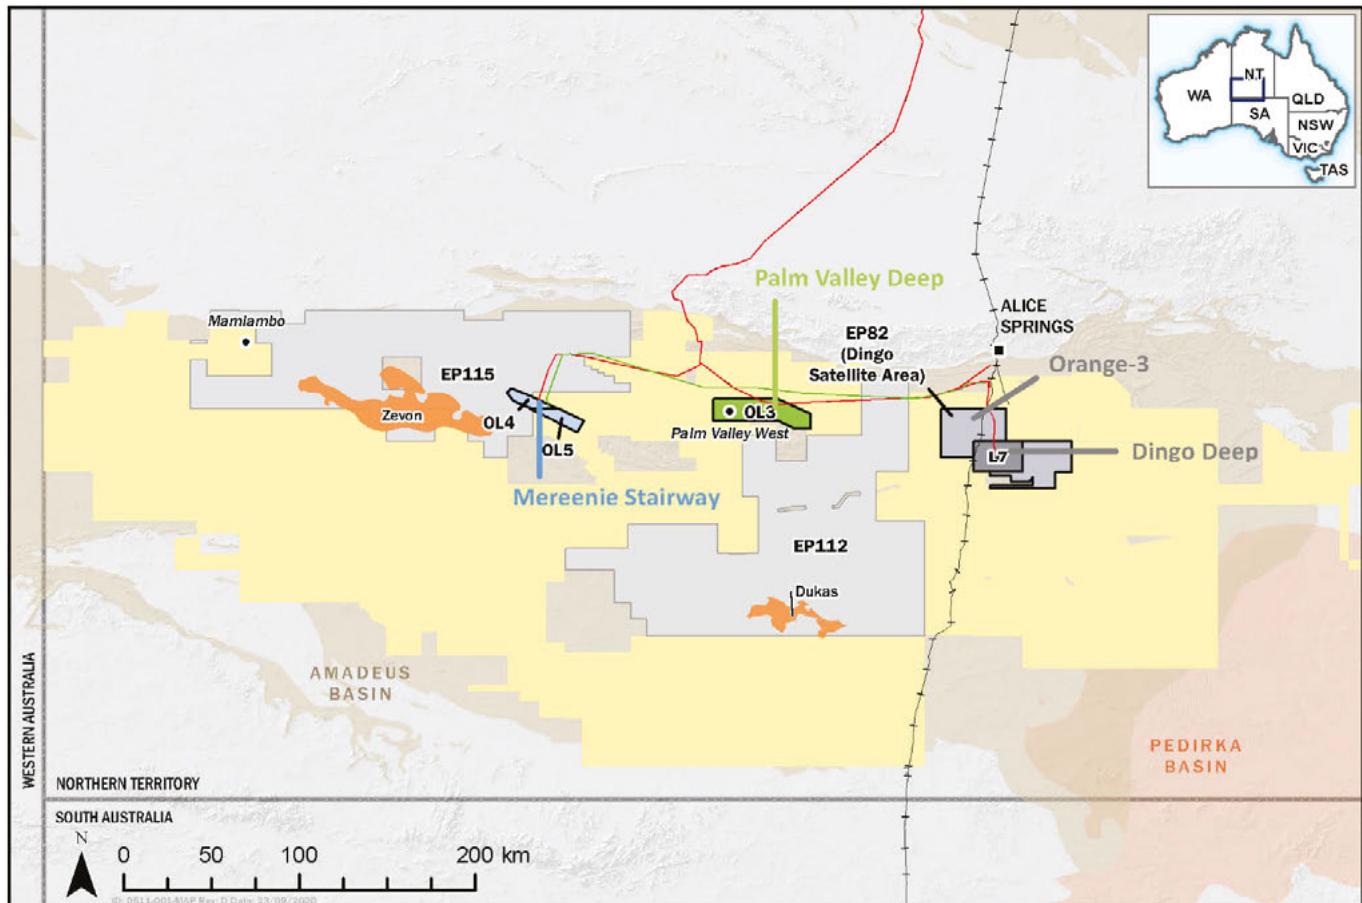 NT
WA
QLD
SA
NSW
VIC
TAS
Palm Valley Deep
ALICE
SPRINGS
Mamlambo
EP82
(Dingo
Satellite Area)
Orange-3
EP115
Zevon
OL4
OL5
OL3
Palm Valley West
L7
Dingo Deep
Mereenie Stairway
EP112
Dukas
AMADEUS
BASIN
PEDIRKA
BASIN
WESTERN AUSTRALIA
NORTHERN TERRITORY
SOUTH AUSTRALIA
N
0 50 100 200 km